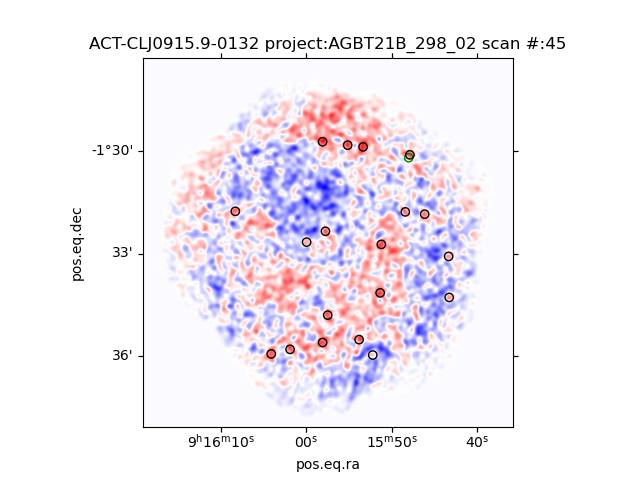 ACT-CLJ0915.9-0132 project:AGBT21B_298_02 scan #:45
-1°30'
33'
36'
pos.eq.dec
9ʰ16ᵐ10ˢ 00ˢ 15ᵐ50ˢ 40ˢ
pos.eq.ra